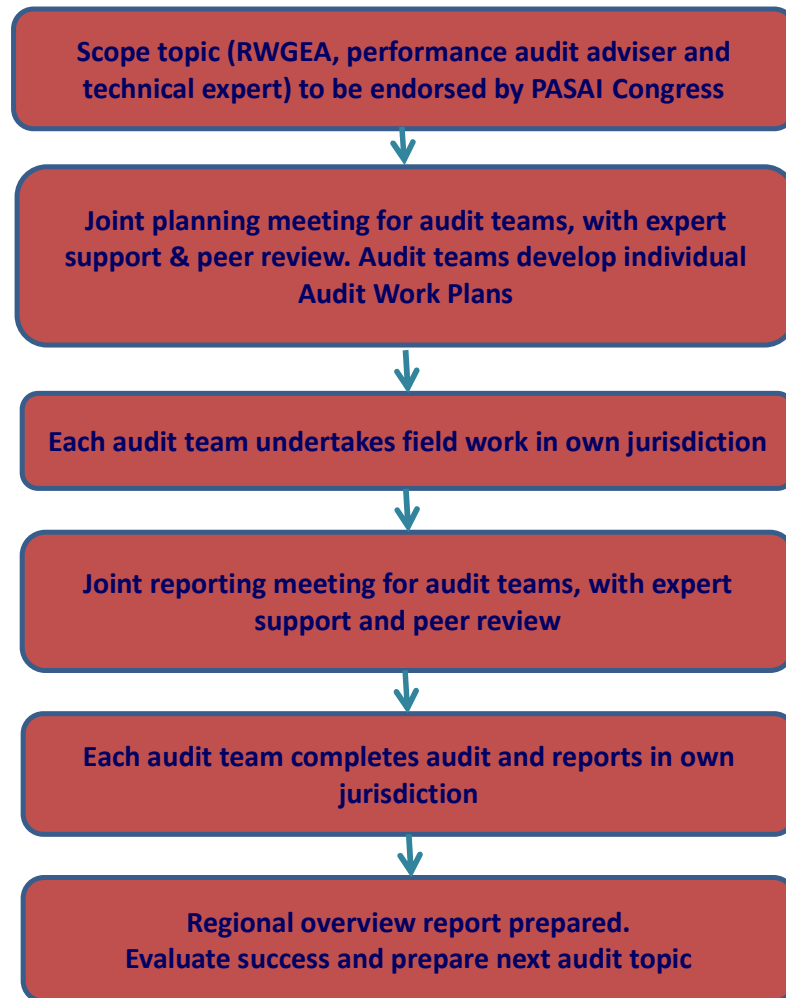 Scope topic (RWGEA, performance audit adviser and
technical expert) to be endorsed by PASAI Congress
Joint planning meeting for audit teams, with expert
support & peer review. Audit teams develop individual
Audit Work Plans
Each audit team undertakes field work in own jurisdiction
Joint reporting meeting for audit teams, with expert
support and peer review
Each audit team completes audit and reports in own
jurisdiction
Regional overview report prepared.
Evaluate success and prepare next audit topic